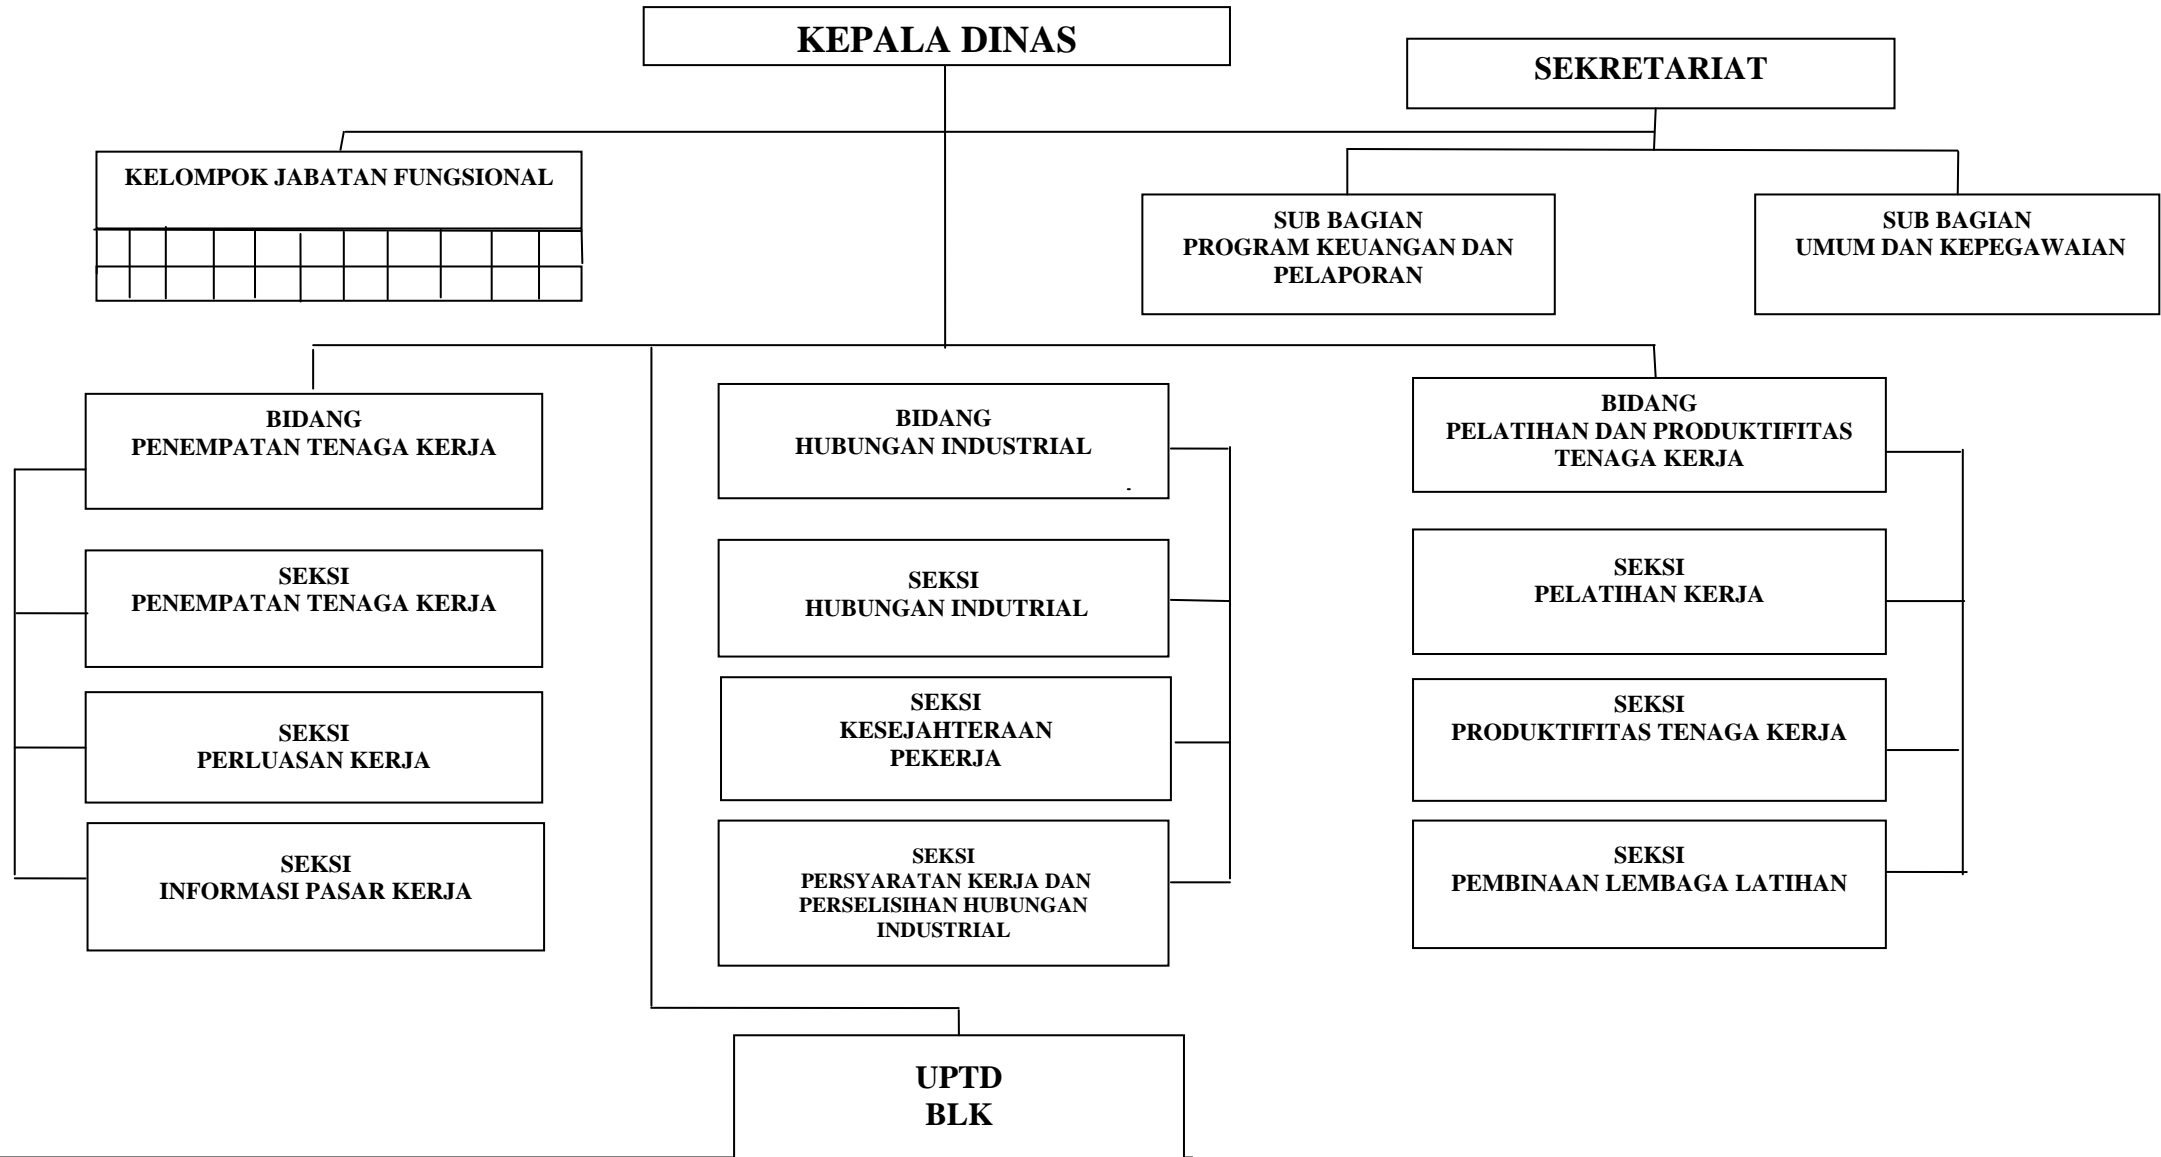 KEPALA DINAS
SEKRETARIAT
KELOMPOK JABATAN FUNGSIONAL
SUB BAGIAN
PROGRAM KEUANGAN DAN
PELAPORAN
SUB BAGIAN
UMUM DAN KEPEGAWAIAN
BIDANG
PENEMPATAN TENAGA KERJA
BIDANG
HUBUNGAN INDUSTRIAL
-
BIDANG
PELATIHAN DAN PRODUKTIFITAS
TENAGA KERJA
SEKSI
PENEMPATAN TENAGA KERJA
SEKSI
HUBUNGAN INDUTRIAL
SEKSI
PELATIHAN KERJA
SEKSI
PERLUASAN KERJA
SEKSI
KESEJAHTERAAN
PEKERJA
SEKSI
PRODUKTIFITAS TENAGA KERJA
SEKSI
INFORMASI PASAR KERJA
SEKSI
PERSYARATAN KERJA DAN
PERSELISIHAN HUBUNGAN
INDUSTRIAL
SEKSI
PEMBINAAN LEMBAGA LATIHAN
UPTD
BLK